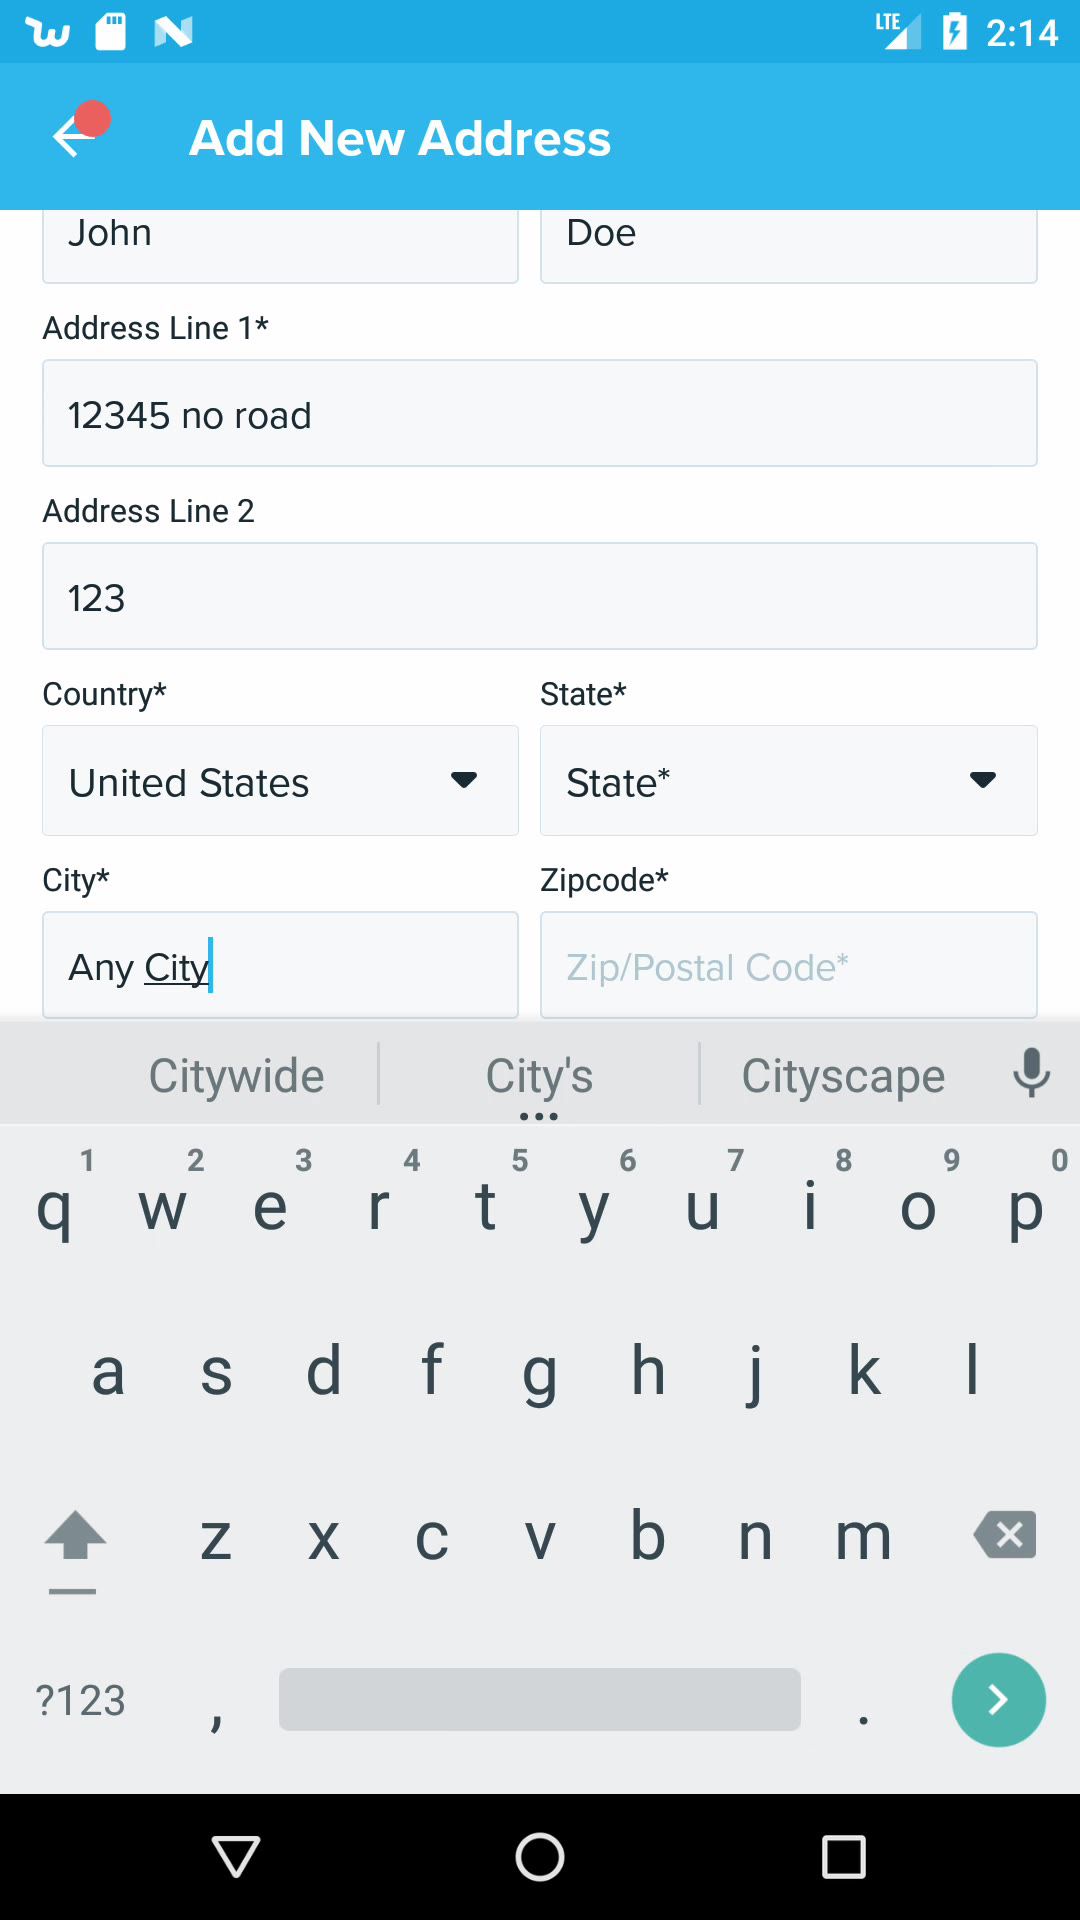 LTE 2:14
Add New Address
John Doe
Address Line 1*
12345 no road
Address Line 2
123
Country* State*
United States State*
City* Zipcode*
Any City Zip/Postal Code*
Citywide City's Cityscape
1 2 3 4 5 6 7 8 9 0
q w e r t y u i o p
a s d f g h j k l
z x c v b n m
?123 , .